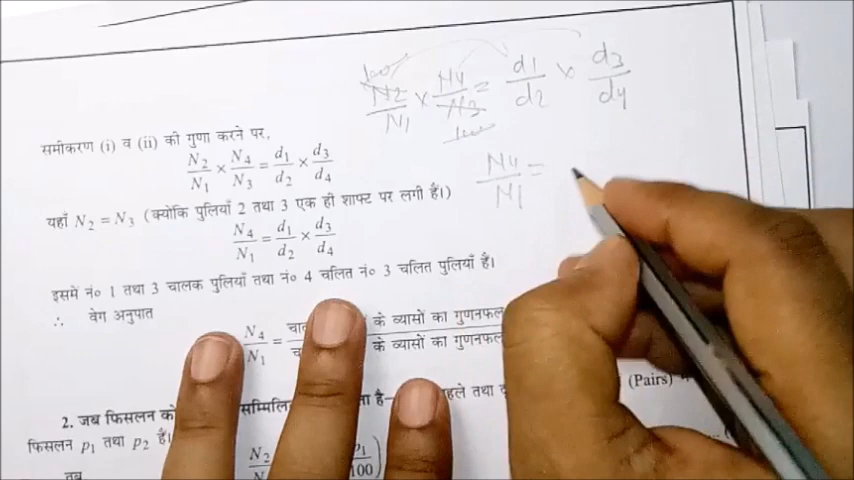 N2/N1 × N4/N3 = d1/d2 × d3/d4
N4/N1 =
समीकरण (i) व (ii) की गुणा करने पर,
N2/N1 × N4/N3 = d1/d2 × d3/d4
यहाँ N2 = N3 (क्योंकि पुलियाँ 2 तथा 3 एक ही शाफ्ट पर लगी हैं।)
N4/N1 = d1/d2 × d3/d4
इसमें नं० 1 तथा 3 चालक पुलियाँ तथा नं० 4 चलित नं० 3 चलित पुलियाँ हैं।
∴ वेग अनुपात
N4/N1 = के व्यासों का गुणनफल / के व्यासों का गुणनफल
2. जब फिसलन को
(Pairs)
फिसलन p1 तथा p2 है।
तब
N2
100